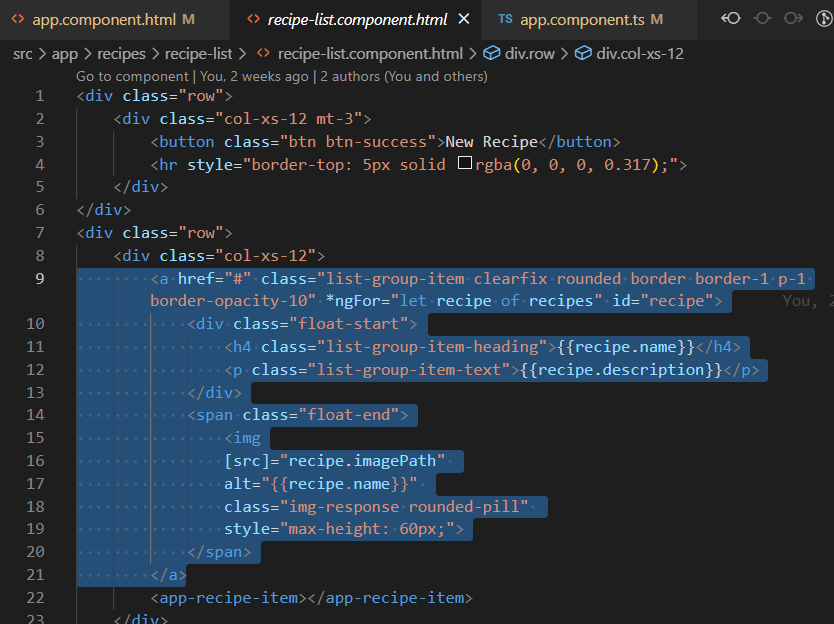 <> app.component.html M <> recipe-list.component.html × TS app.component.ts M
src > app > recipes > recipe-list > <> recipe-list.component.html > div.row > div.col-xs-12
Go to component | You, 2 weeks ago | 2 authors (You and others)
1 <div class="row">
2 <div class="col-xs-12 mt-3">
3 <button class="btn btn-success">New Recipe</button>
4 <hr style="border-top: 5px solid rgba(0, 0, 0, 0.317);">
5 </div>
6 </div>
7 <div class="row">
8 <div class="col-xs-12">
9 <a href="#" class="list-group-item clearfix rounded border border-1 p-1
border-opacity-10" *ngFor="let recipe of recipes" id="recipe"> You, 2
10 <div class="float-start">
11 <h4 class="list-group-item-heading">{{recipe.name}}</h4>
12 <p class="list-group-item-text">{{recipe.description}}</p>
13 </div>
14 <span class="float-end">
15 <img
16 [src]="recipe.imagePath"
17 alt="{{recipe.name}}"
18 class="img-response rounded-pill"
19 style="max-height: 60px;">
20 </span>
21 </a>
22 <app-recipe-item></app-recipe-item>
23 </div>